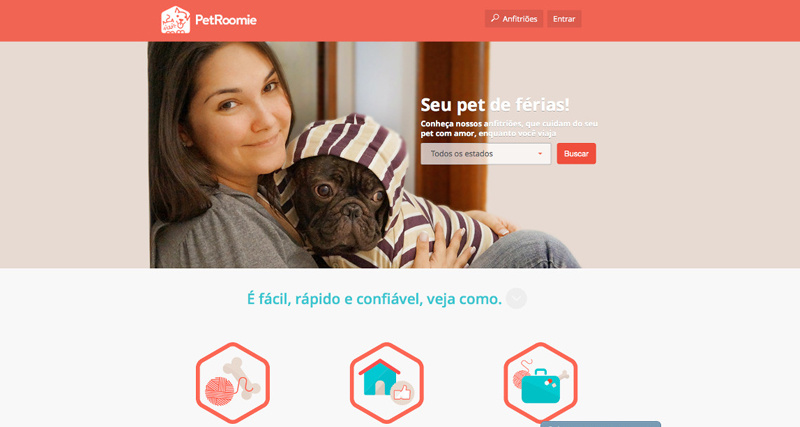 PetRoomie
Anfitriões
Entrar
Seu pet de férias!
Conheça nossos anfitriões, que cuidam do seu
pet com amor, enquanto você viaja
Todos os estados
Buscar
É fácil, rápido e confiável, veja como.